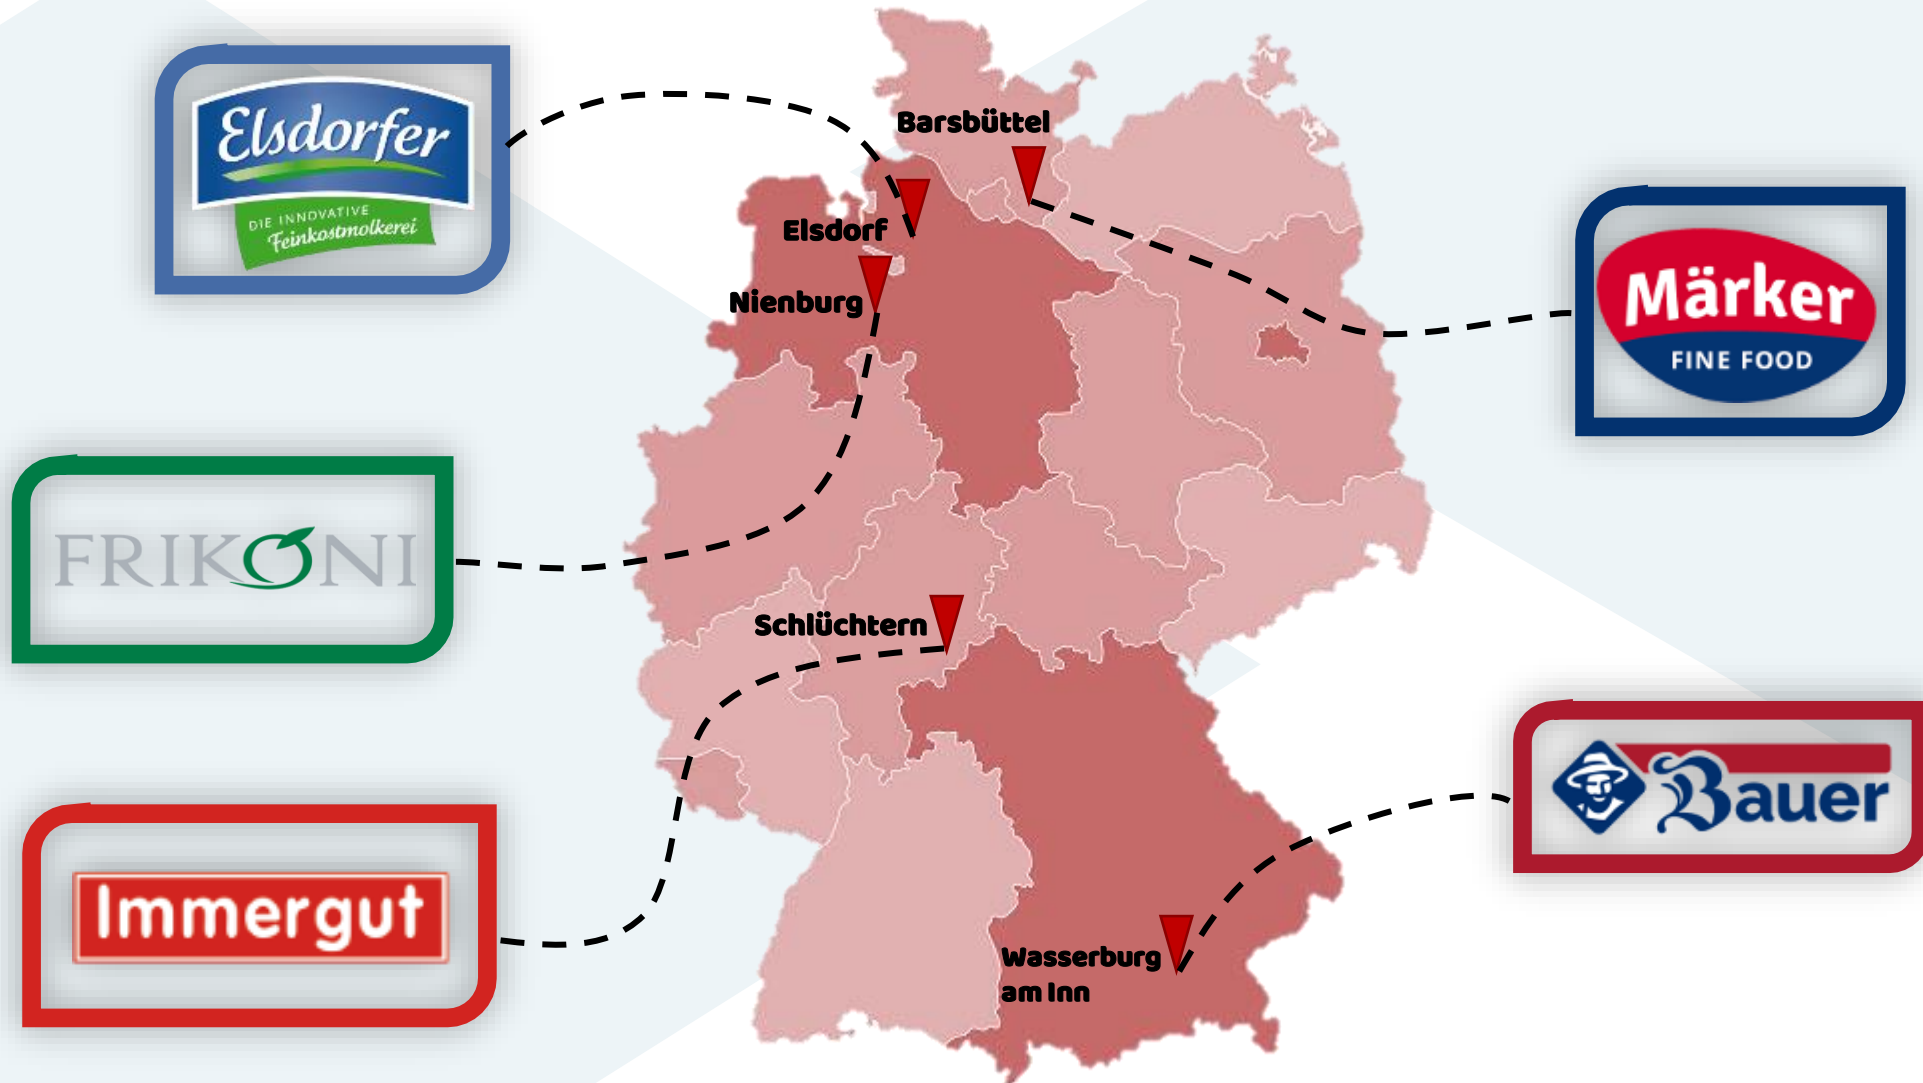 Elsdorfer
DIE INNOVATIVE
Feinkostmolkerei
Barsbüttel
Elsdorf
Nienburg
Märker
FINE FOOD
FRIKONI
Schlüchtern
Bauer
Immergut
Wasserburg
am Inn